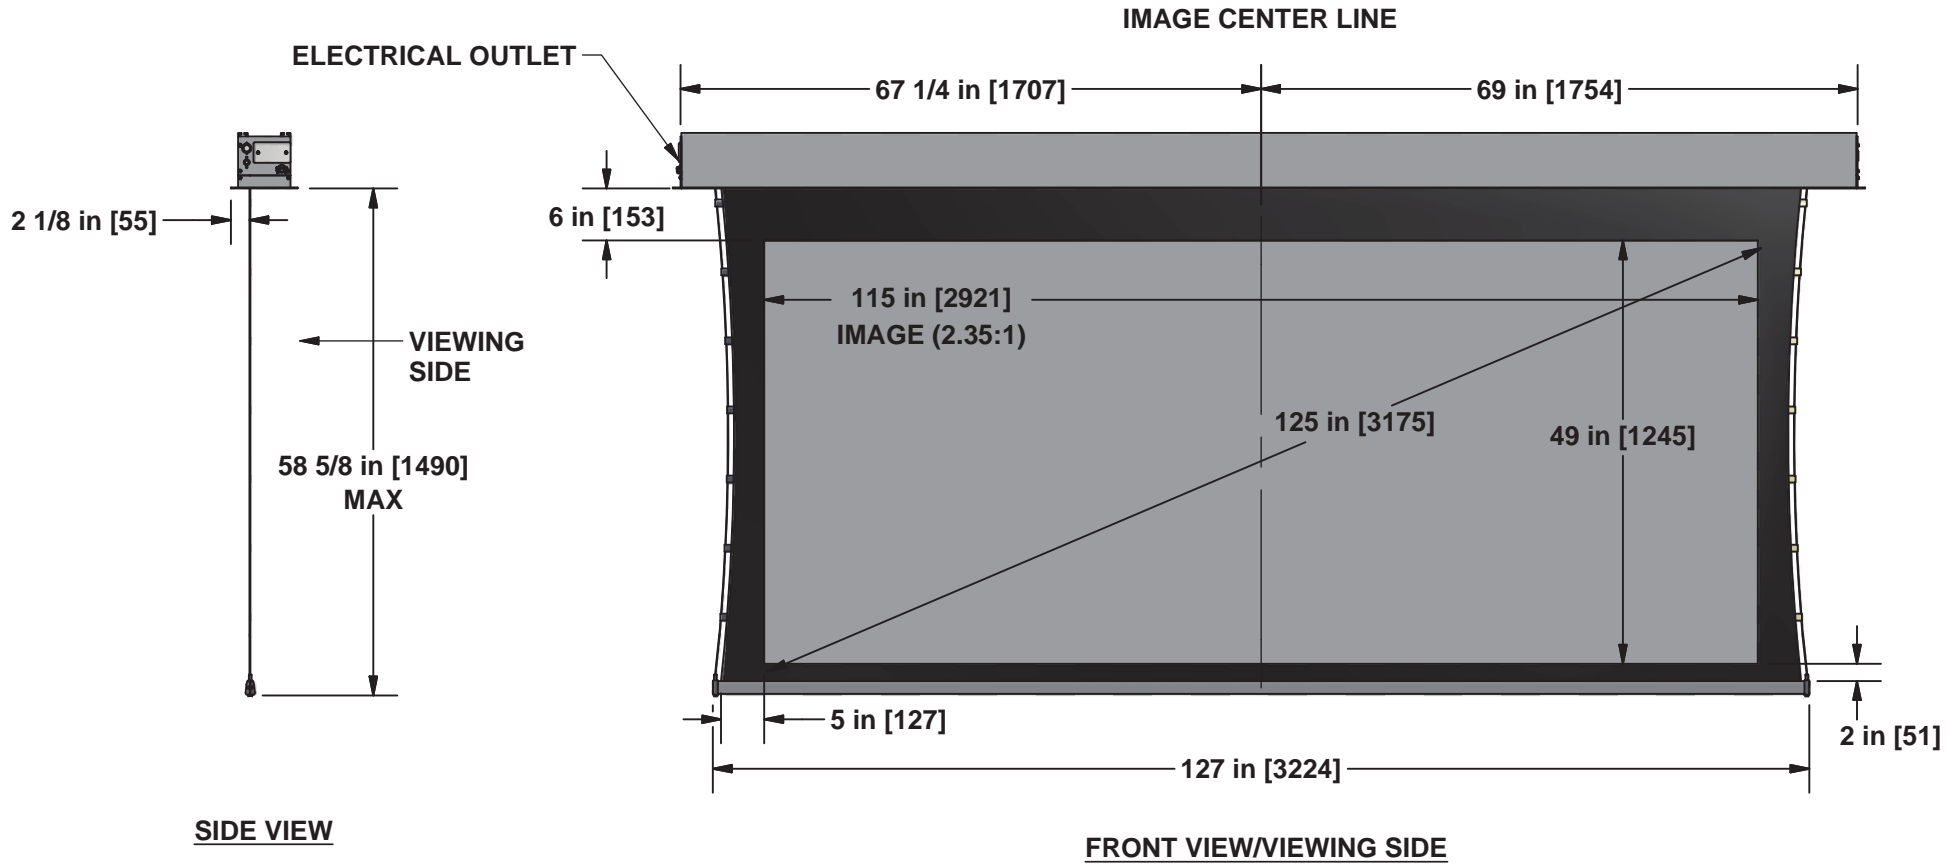 IMAGE CENTER LINE
ELECTRICAL OUTLET
67 1/4 in [1707]
69 in [1754]
2 1/8 in [55]
6 in [153]
115 in [2921]
IMAGE (2.35:1)
VIEWING
SIDE
125 in [3175]
49 in [1245]
58 5/8 in [1490]
MAX
5 in [127]
2 in [51]
127 in [3224]
SIDE VIEW
FRONT VIEW/VIEWING SIDE